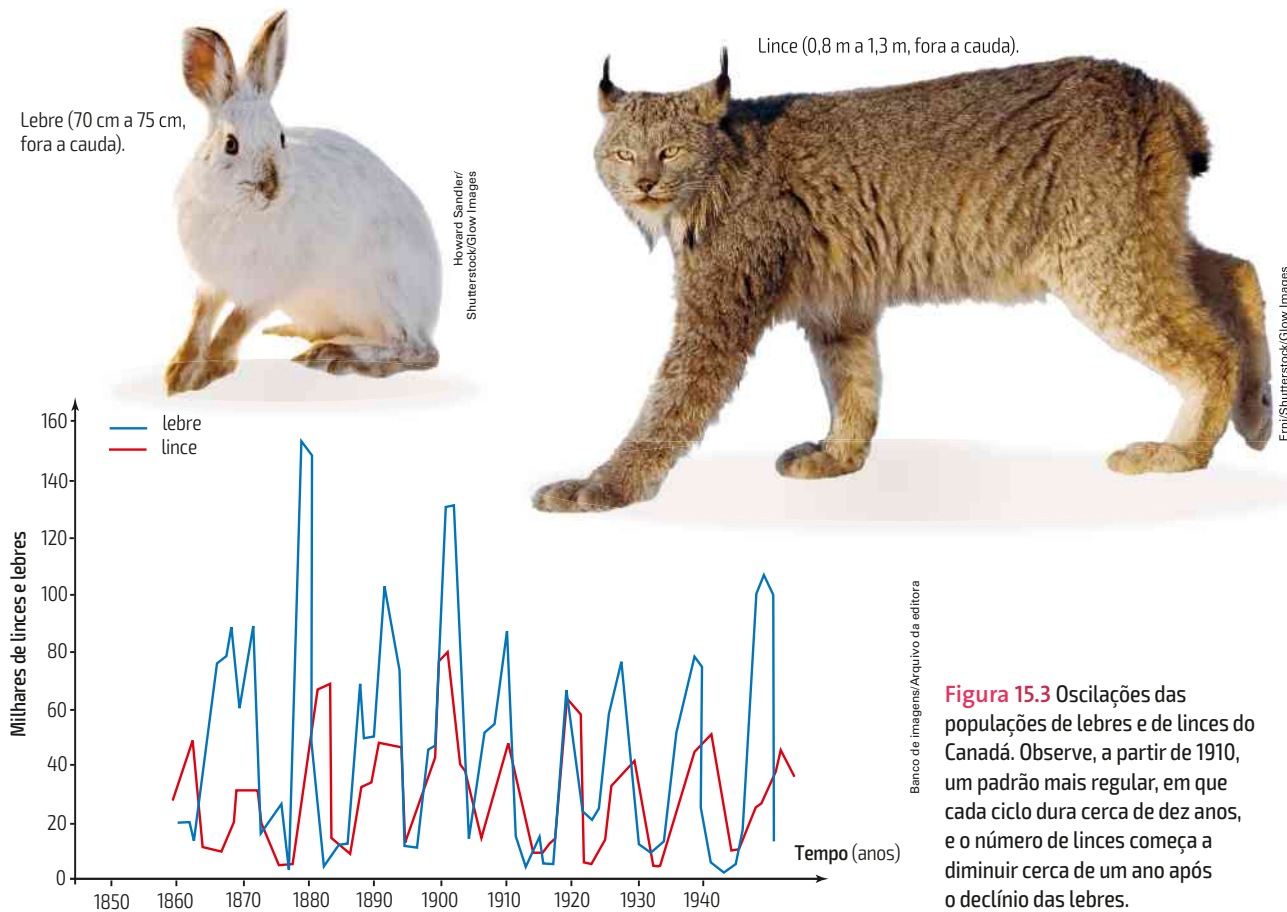 Lince (0,8 m a 1,3 m, fora a cauda).
Lebre (70 cm a 75 cm,
fora a cauda).
Howard Sandler/
Shutterstock/Glow Images
Erni/Shutterstock/Glow Images
160
140
120
100
80
60
40
20
0
lebre
lince
Milhares de linces e lebres
Tempo (anos)
1850 1860 1870 1880 1890 1900 1910 1920 1930 1940
Banco de imagens/Arquivo da editora
Figura 15.3 Oscilações das
populações de lebres e de linces do
Canadá. Observe, a partir de 1910,
um padrão mais regular, em que
cada ciclo dura cerca de dez anos,
e o número de linces começa a
diminuir cerca de um ano após
o declínio das lebres.